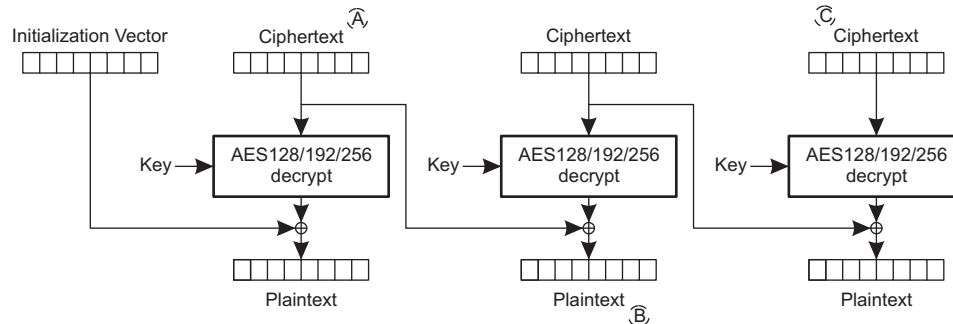 Initialization Vector
Ciphertext
A
Ciphertext
C
Ciphertext
Key
AES128/192/256
decrypt
Key
AES128/192/256
decrypt
Key
AES128/192/256
decrypt
Plaintext
Plaintext
B
Plaintext